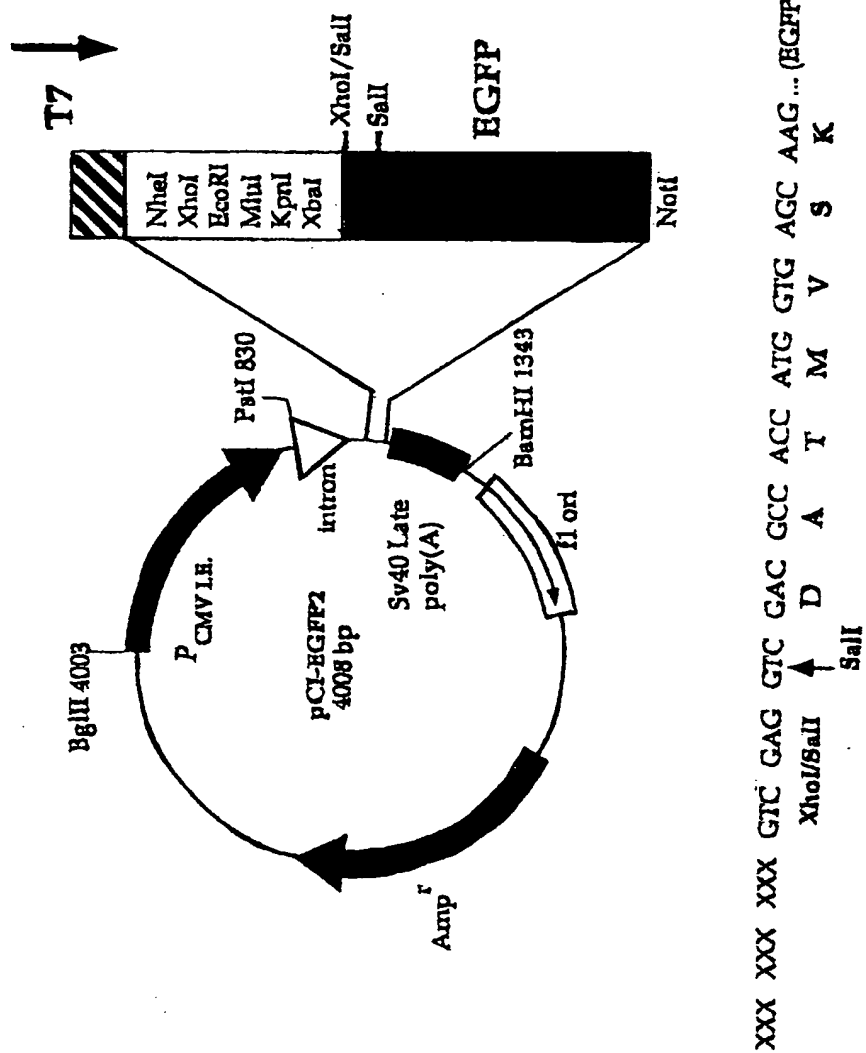 T7
NheI
XhoI
EcoRI
MluI
KpnI
XbaI
XhoI/SalI
SalI
EGFP
NotI
BglII 4003
P CMV I.E.
PstI 830
intron
pCI-EGFP2
4008 bp
Sv40 Late
poly(A)
BamHI 1343
f1 ori
Amp r
XXX XXX XXX GTC GAG GTC GAC GCC ACC ATG GTG AGC AAG ... (EGFP
XhoI/SalI D A T M V S K
SalI